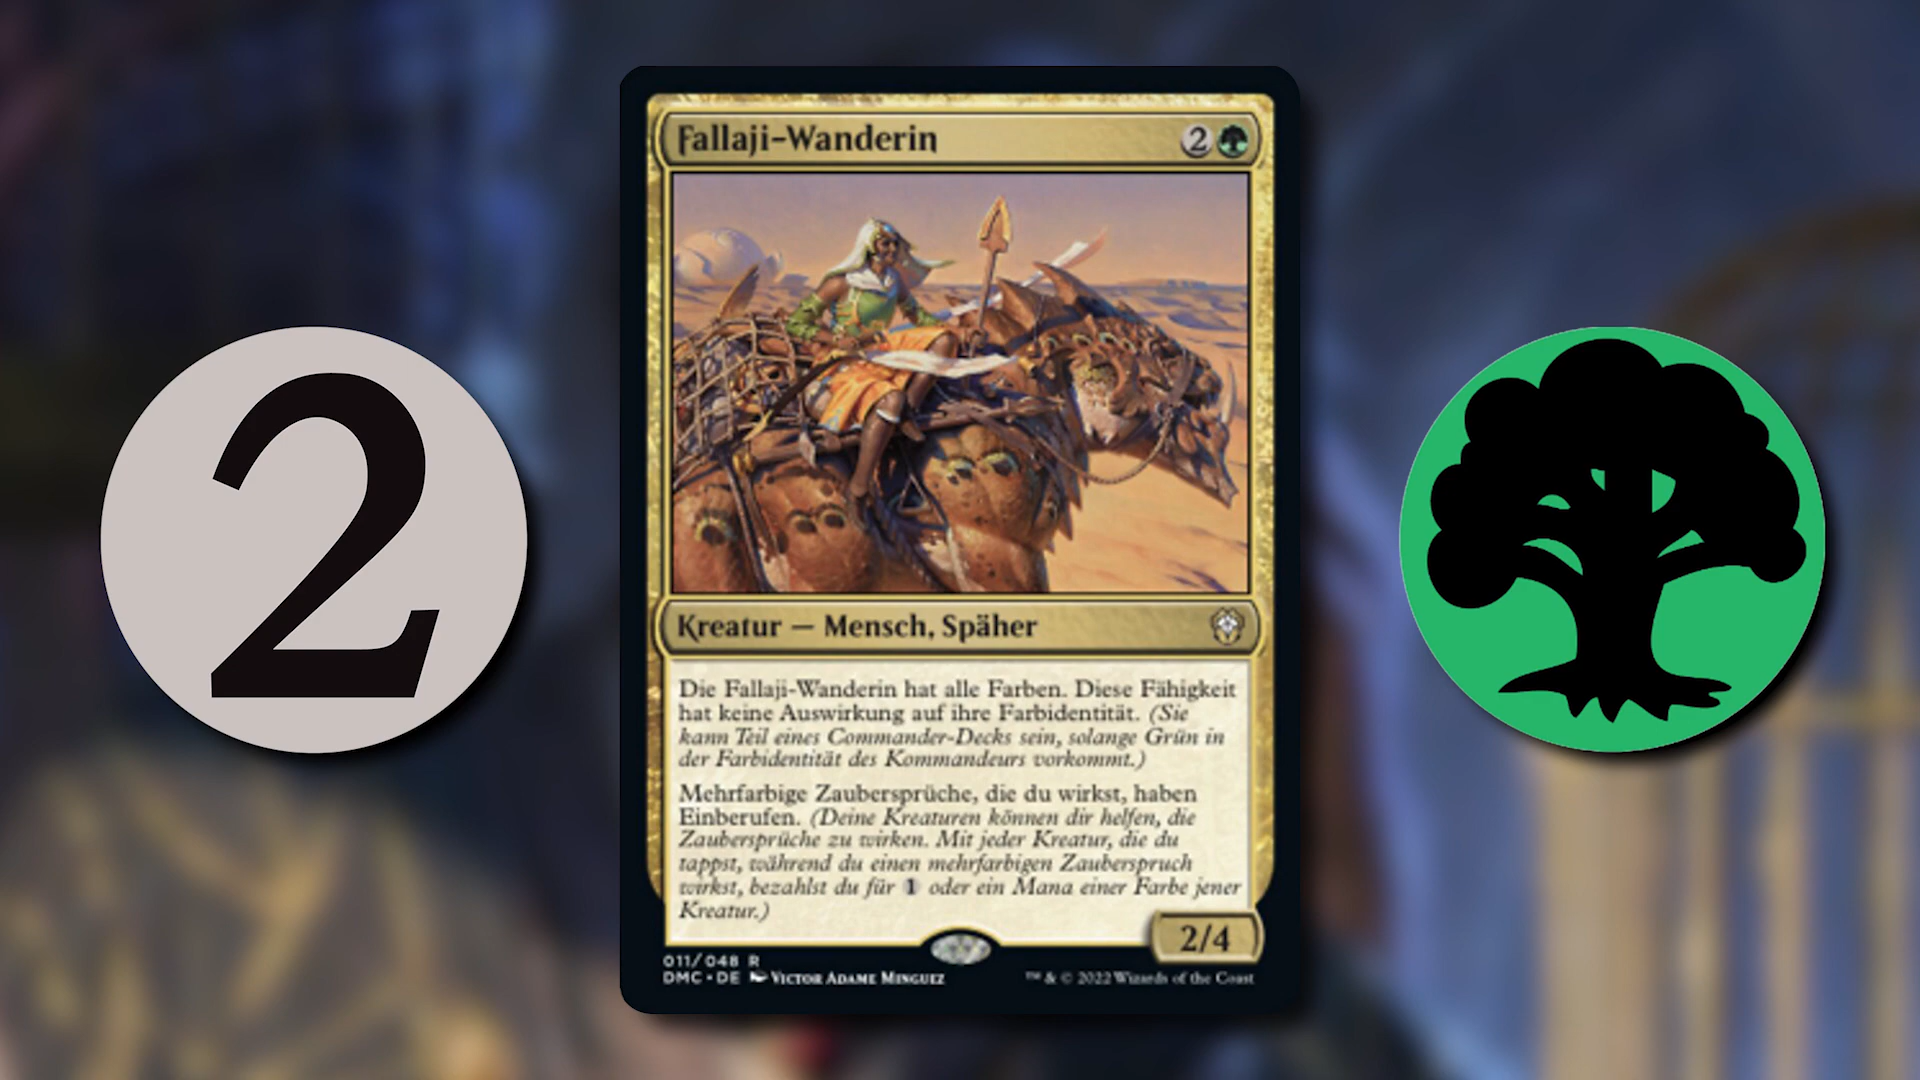 2
Fallaji-Wanderin
2
Kreatur — Mensch, Späher
Die Fallaji-Wanderin hat alle Farben. Diese Fähigkeit
hat keine Auswirkung auf ihre Farbidentität. (Sie
kann Teil eines Commander-Decks sein, solange Grün in
der Farbidentität des Kommandeurs vorkommt.)
Mehrfarbige Zaubersprüche, die du wirkst, haben
Einberufen. (Deine Kreaturen können dir helfen, die
Zaubersprüche zu wirken. Mit jeder Kreatur, die du
tappst, während du einen mehrfarbigen Zauberspruch
wirkst, bezahlst du für 1 oder ein Mana einer Farbe jener
Kreatur.)
2/4
011/048 R
DMC • DE Victor Adame Minguez
™ & © 2022 Wizards of the Coast